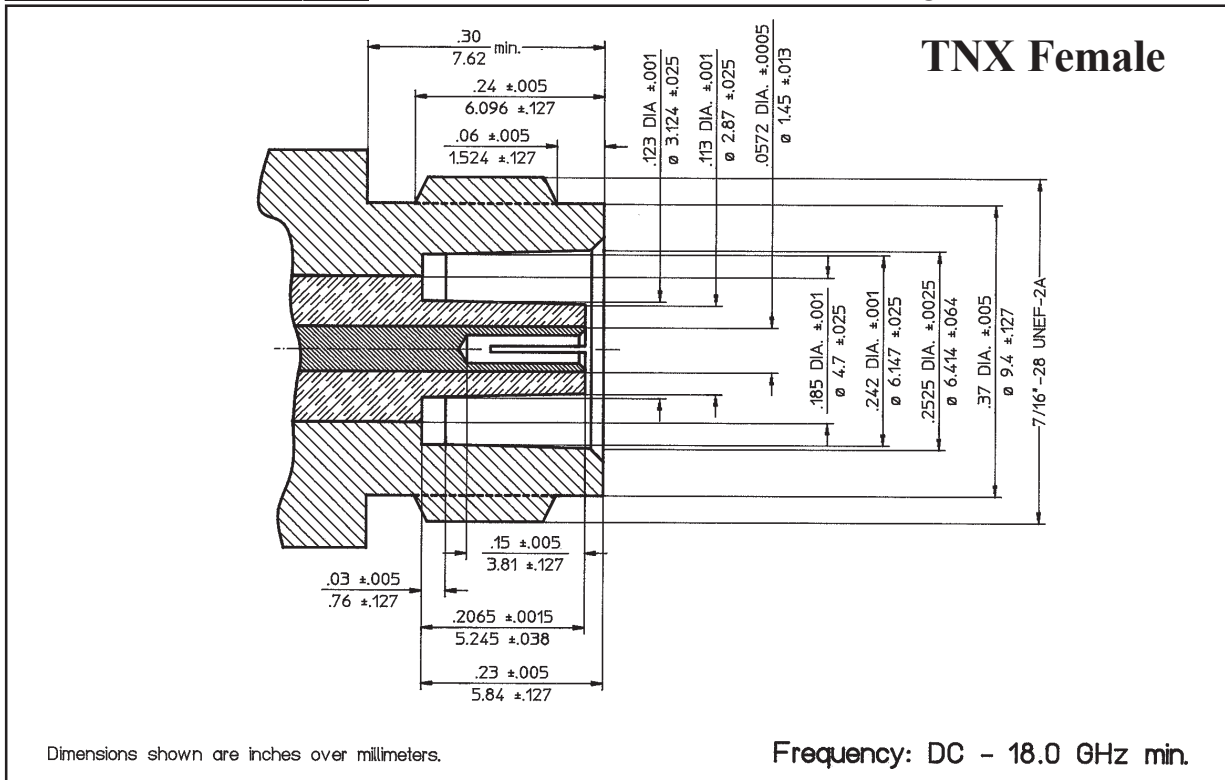 TNX Female
.30
7.62
min.
.24 ±.005
6.096 ±.127
.06 ±.005
1.524 ±.127
.123 DIA ±.001
ø 3.124 ±.025
.113 DIA. ±.001
ø 2.87 ±.025
.0572 DIA. ±.0005
ø 1.45 ±.013
.185 DIA. ±.001
ø 4.7 ±.025
.242 DIA. ±.001
ø 6.147 ±.025
.2525 DIA. ±.0025
ø 6.414 ±.064
.37 DIA. ±.005
ø 9.4 ±.127
7/16"-28 UNEF-2A
.15 ±.005
3.81 ±.127
.03 ±.005
.76 ±.127
.2065 ±.0015
5.245 ±.038
.23 ±.005
5.84 ±.127
Dimensions shown are inches over millimeters.
Frequency: DC - 18.0 GHz min.